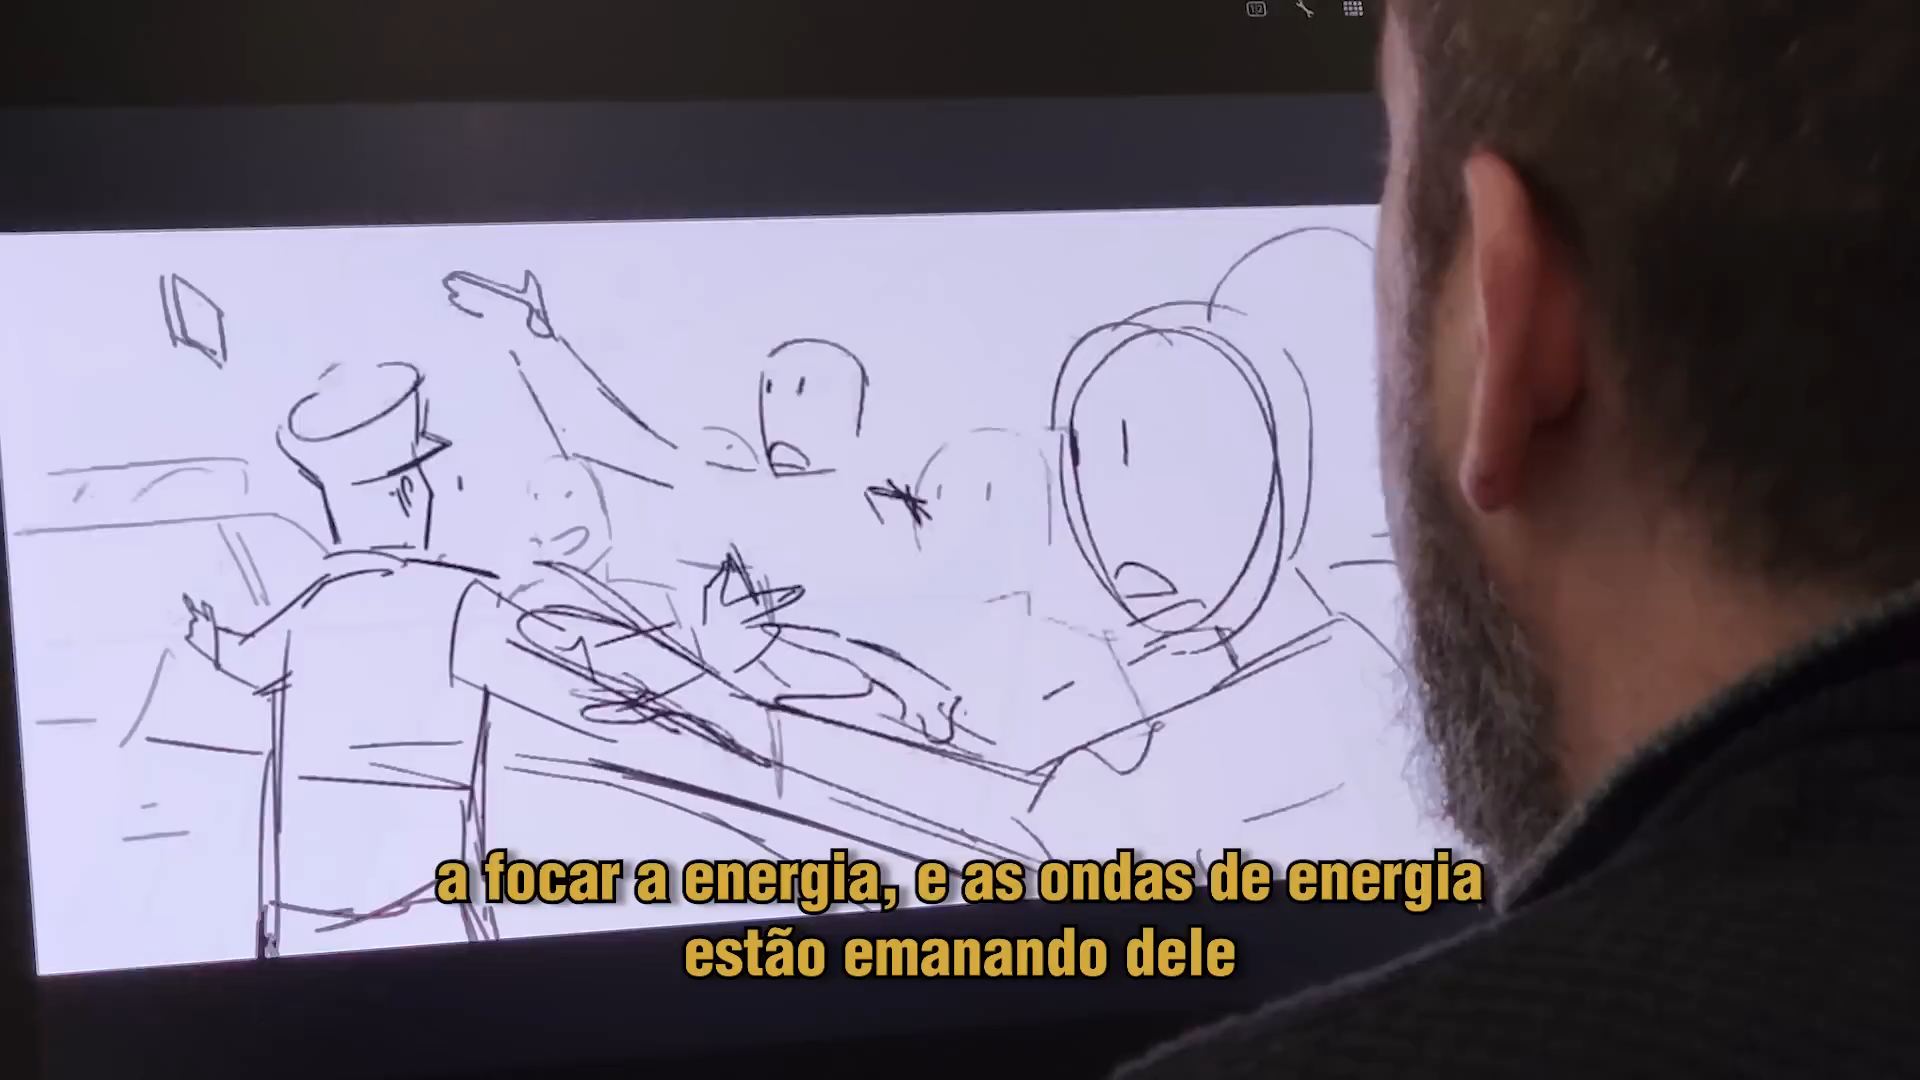 a focar a energia, e as ondas de energia
estão emanando dele